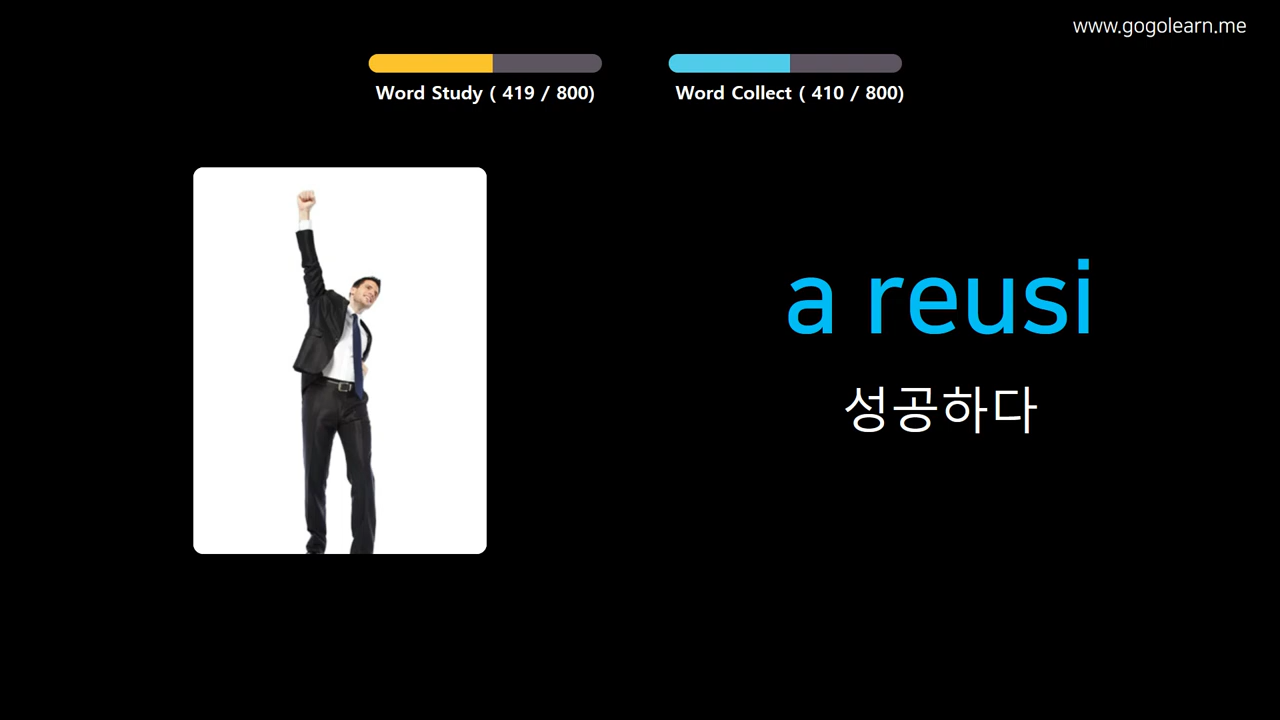 www.gogolearn.me
Word Study ( 419 / 800)
Word Collect ( 410 / 800)
a reusi
성공하다